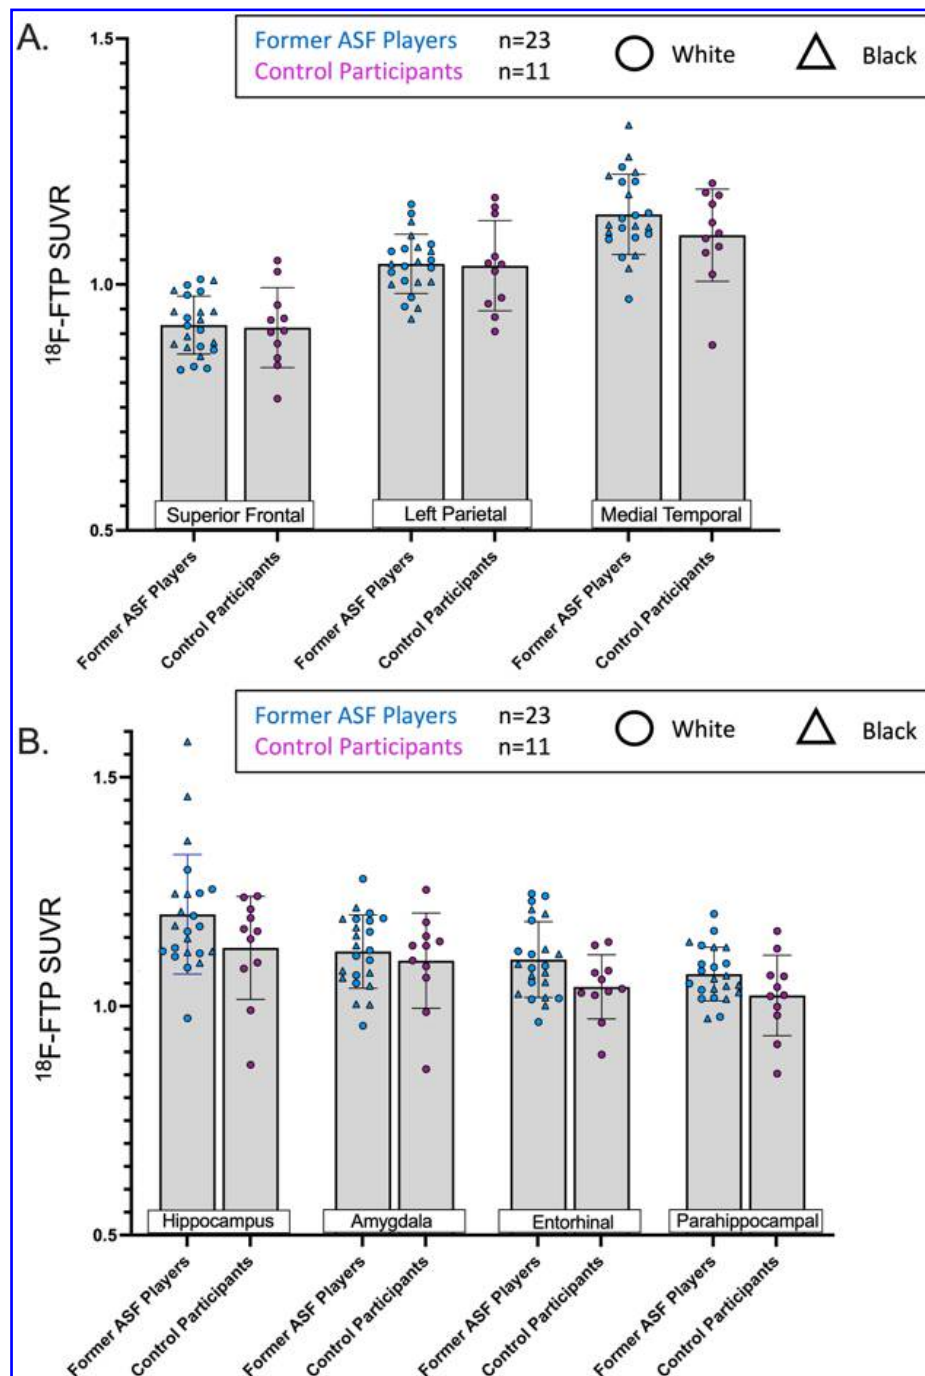 A.
Former ASF Players n=23 White Black
Control Participants n=11
1.5
1.0
0.5
18F-FTP SUVR
Superior Frontal Left Parietal Medial Temporal
Former ASF Players Control Participants Former ASF Players Control Participants Former ASF Players Control Participants
B.
Former ASF Players n=23 White Black
Control Participants n=11
1.5
1.0
0.5
18F-FTP SUVR
Hippocampus Amygdala Entorhinal Parahippocampal
Former ASF Players Control Participants Former ASF Players Control Participants Former ASF Players Control Participants Former ASF Players Control Participants